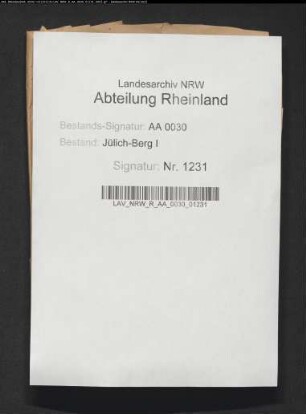 Landesarchiv NRW
Abteilung Rheinland
Bestands-Signatur: AA 0030
Bestand: Jülich-Berg I
Signatur: Nr. 1231
LAV_NRW_R_AA_0030_01231